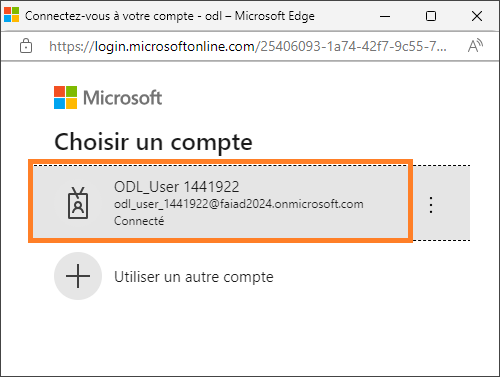 Connectez-vous à votre compte - odl – Microsoft Edge
https://login.microsoftonline.com/25406093-1a74-42f7-9c55-7...
Microsoft
Choisir un compte
ODL_User 1441922
odl_user_1441922@faiad2024.onmicrosoft.com
Connecté
Utiliser un autre compte